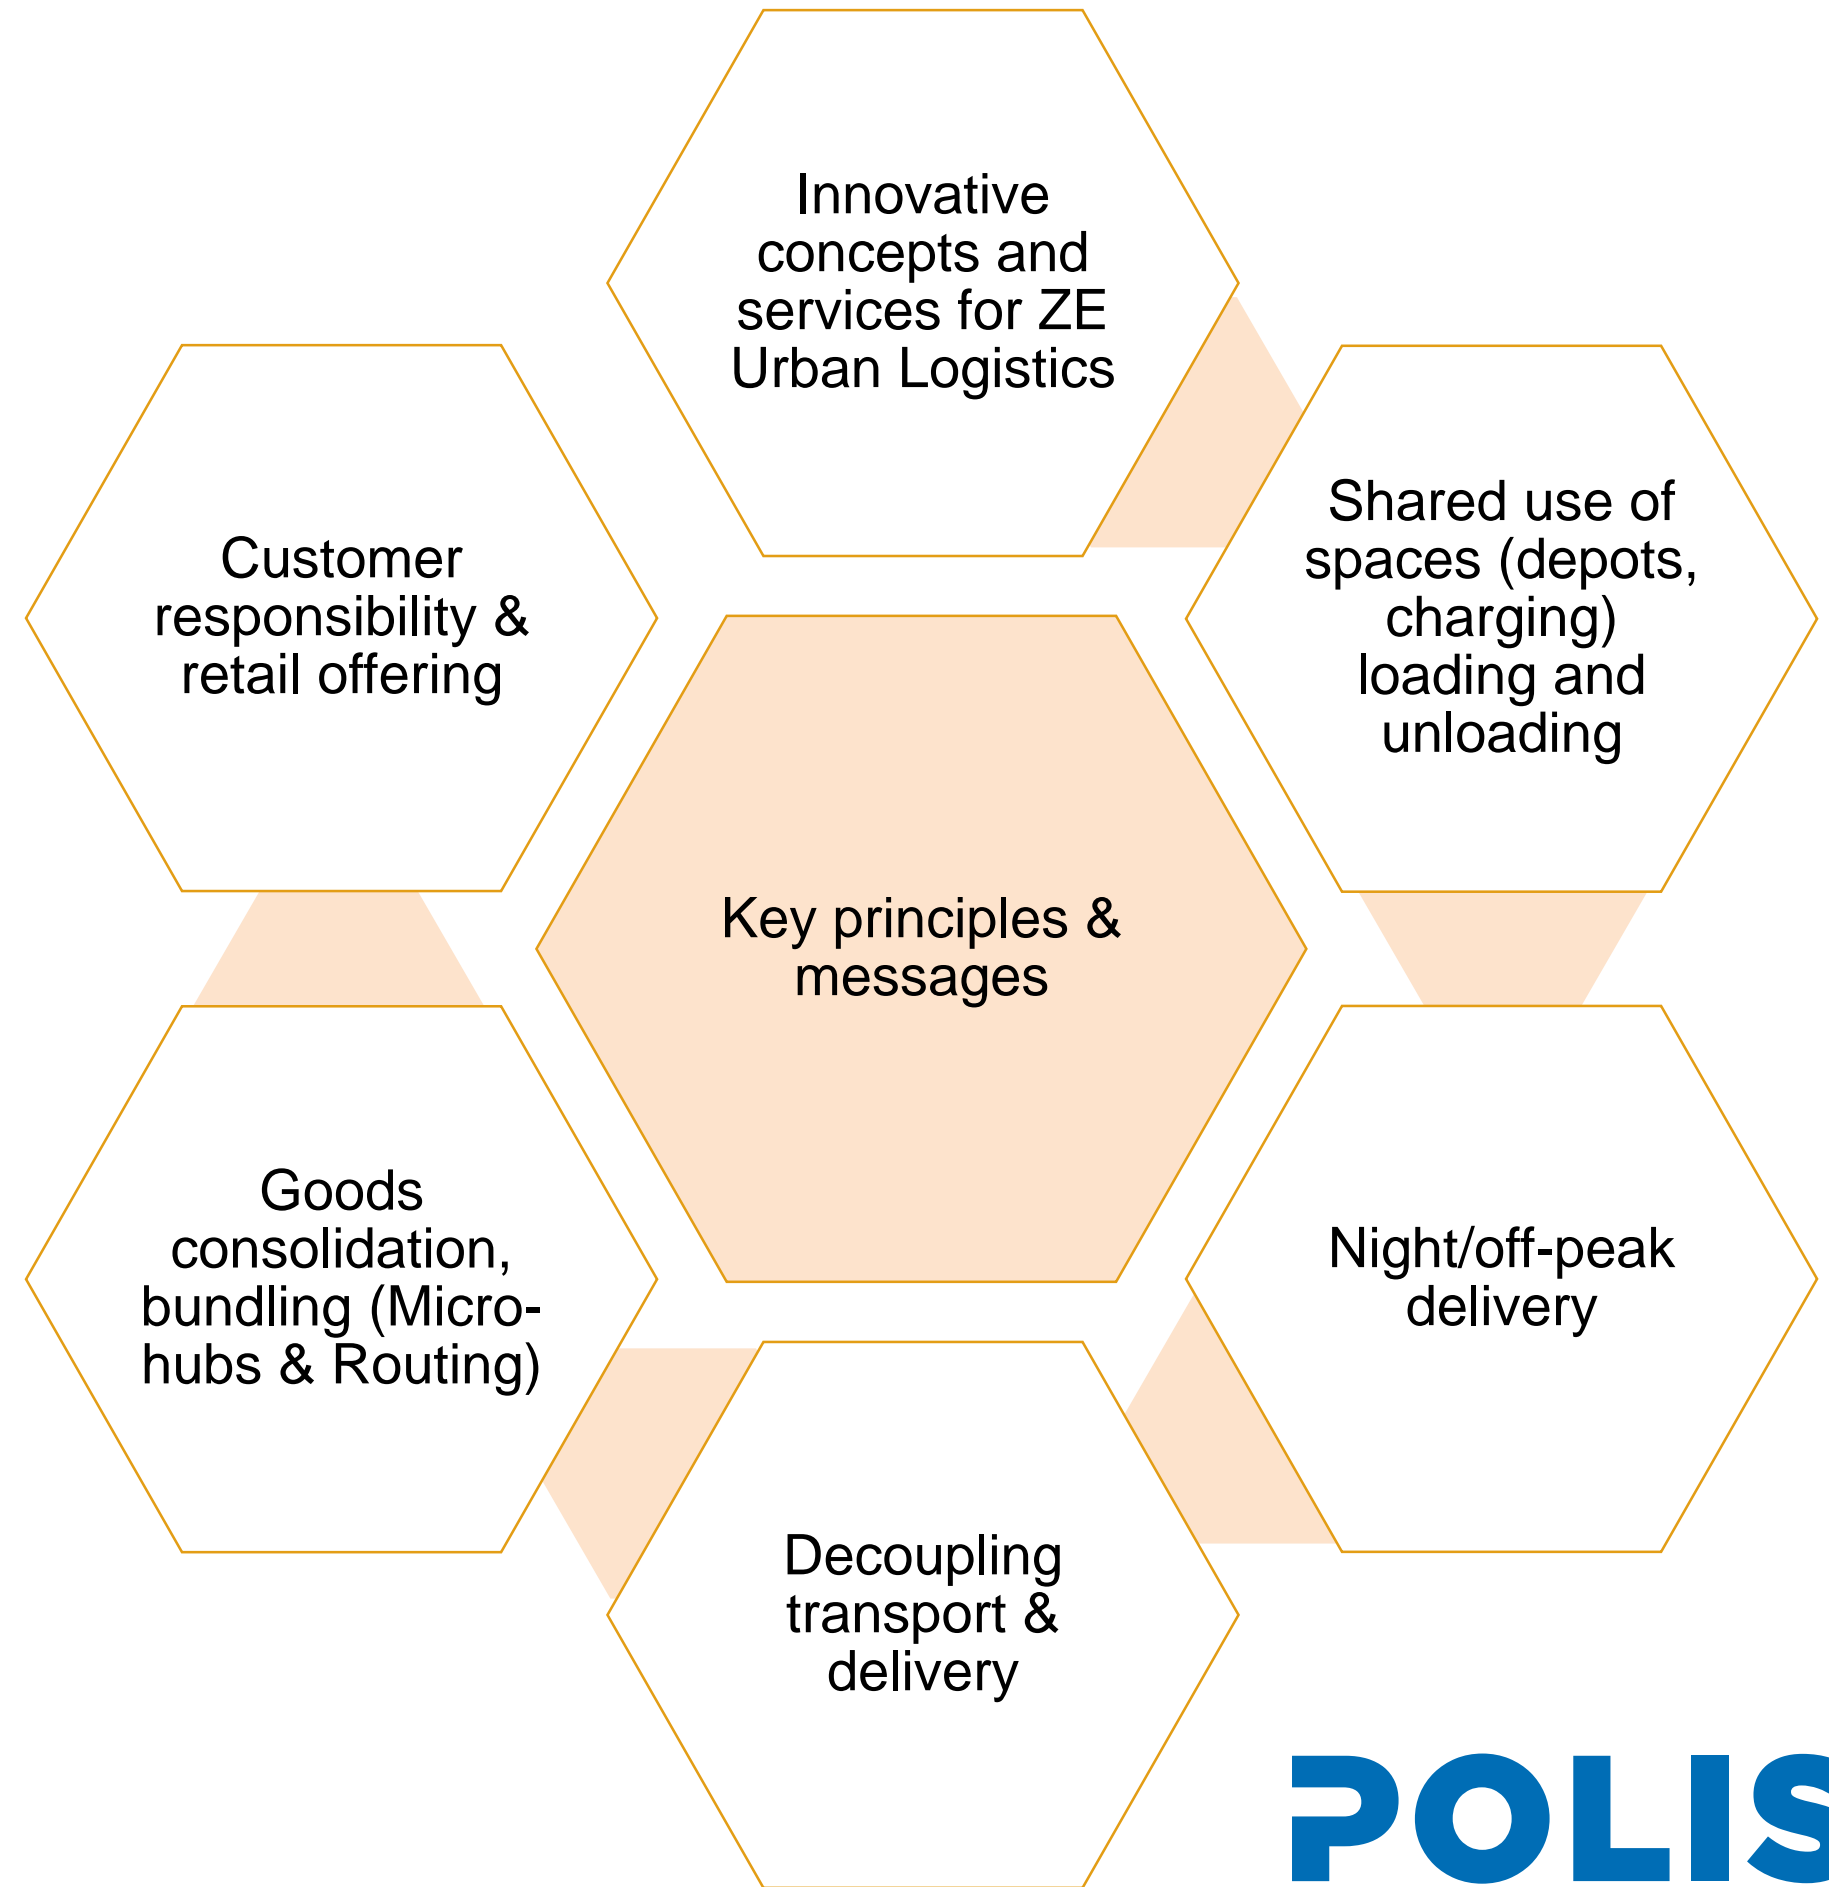 Innovative
concepts and
services for ZE
Urban Logistics
Shared use of
spaces (depots,
charging)
loading and
unloading
Customer
responsibility &
retail offering
Key principles &
messages
Night/off-peak
delivery
Goods
consolidation,
bundling (Micro-
hubs & Routing)
Decoupling
transport &
delivery
POLIS